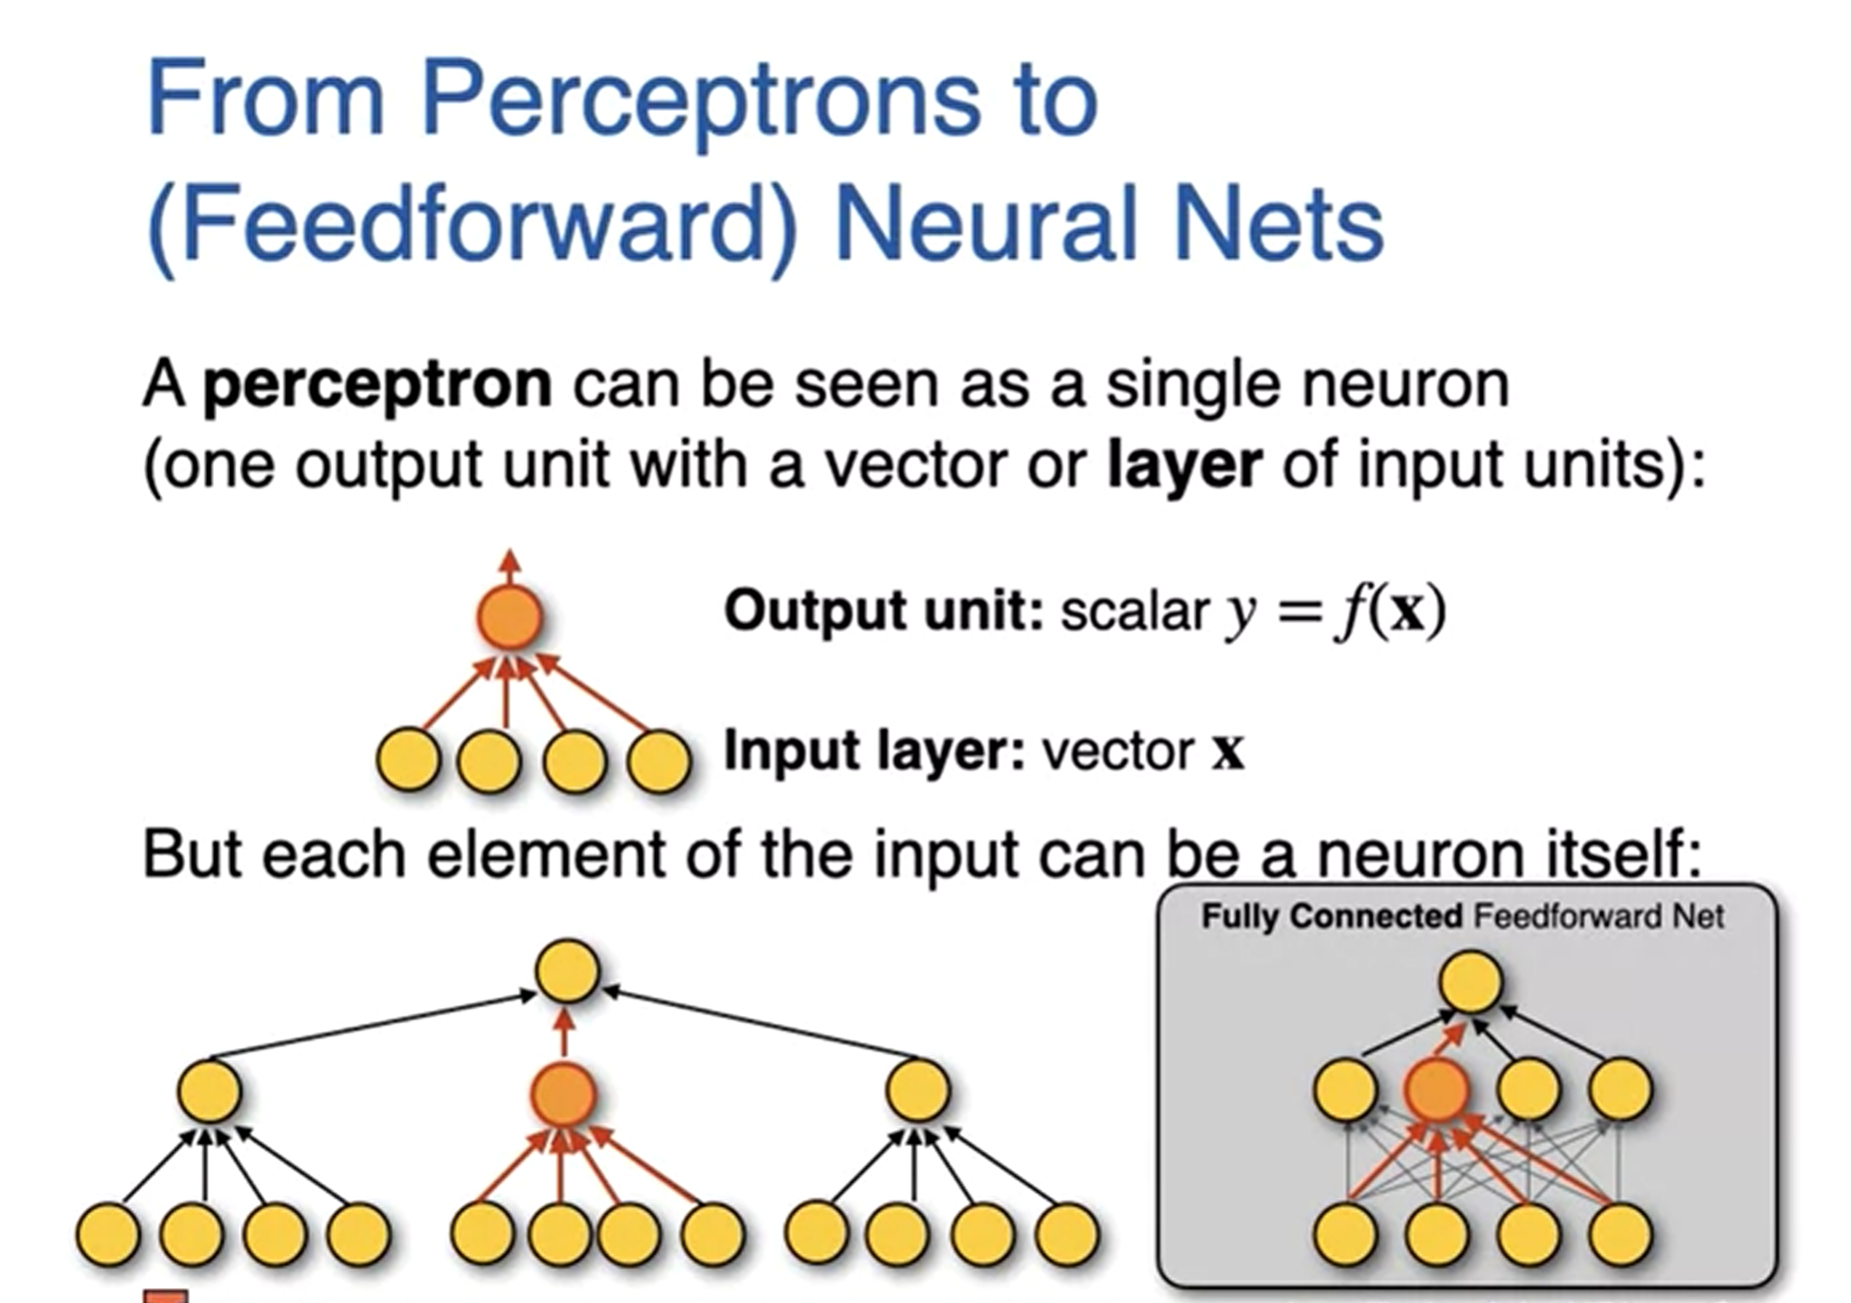 From Perceptrons to
(Feedforward) Neural Nets
A perceptron can be seen as a single neuron
(one output unit with a vector or layer of input units):
Output unit: scalar y = f(x)
Input layer: vector x
But each element of the input can be a neuron itself:
Fully Connected Feedforward Net